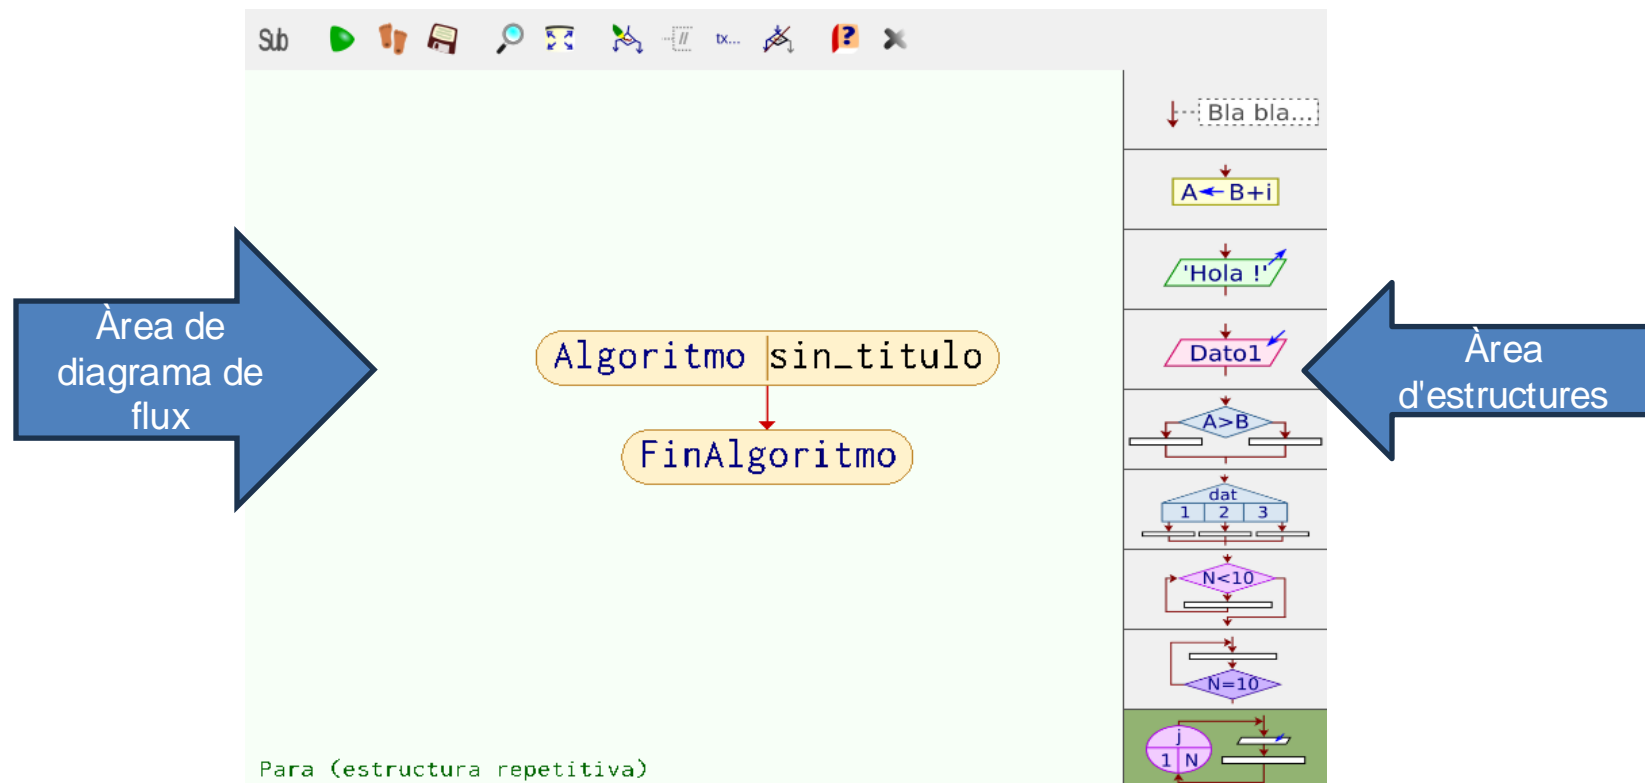 Sub
tx...
?
Bla bla...
A B+i
'Hola !'
Dato1
A>B
dat
1 2 3
N<10
N=10
j
1 N
Àrea de
diagrama de
flux
Algoritmo sin_titulo
FinAlgoritmo
Àrea
d'estructures
Para (estructura repetitiva)